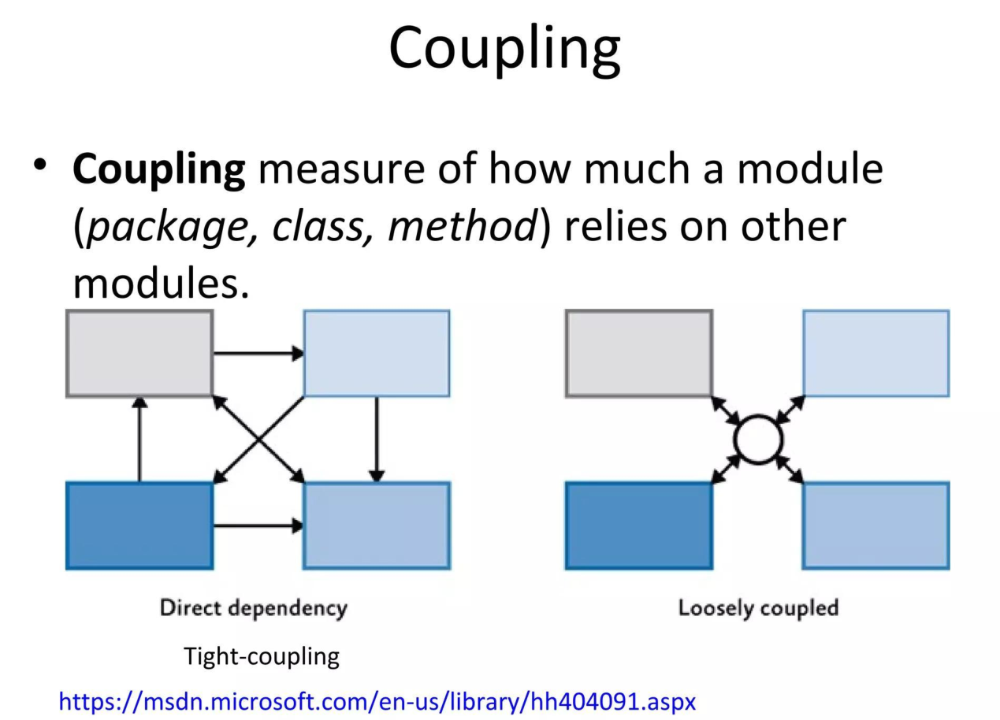 Coupling
• Coupling measure of how much a module
(package, class, method) relies on other
modules.
Direct dependency
Loosely coupled
Tight-coupling
https://msdn.microsoft.com/en-us/library/hh404091.aspx